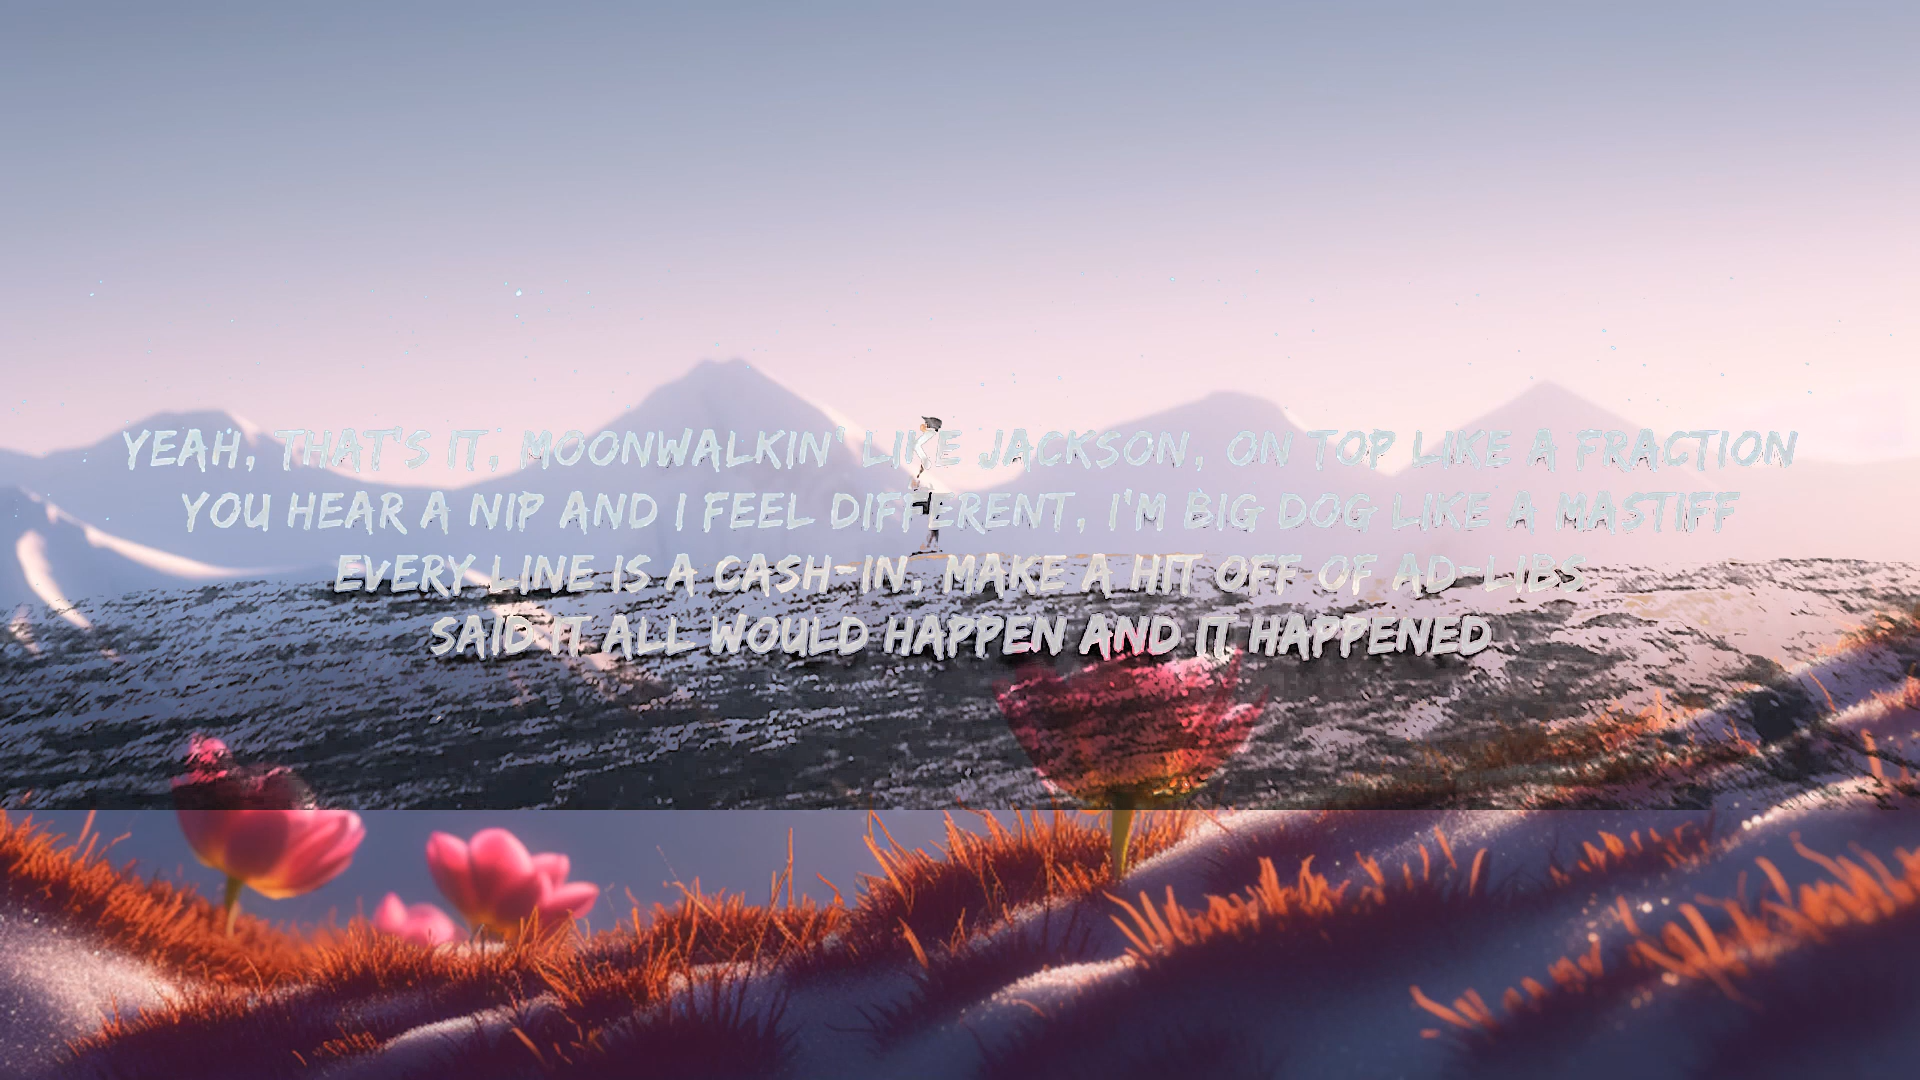 YEAH, THAT'S IT, MOONWALKIN' LIKE JACKSON, ON TOP LIKE A FRACTION
YOU HEAR A NIP AND I FEEL DIFFERENT, I'M BIG DOG LIKE A MASTIFF
EVERY LINE IS A CASH-IN, MAKE A HIT OFF OF AD-LIBS
SAID IT ALL WOULD HAPPEN AND IT HAPPENED